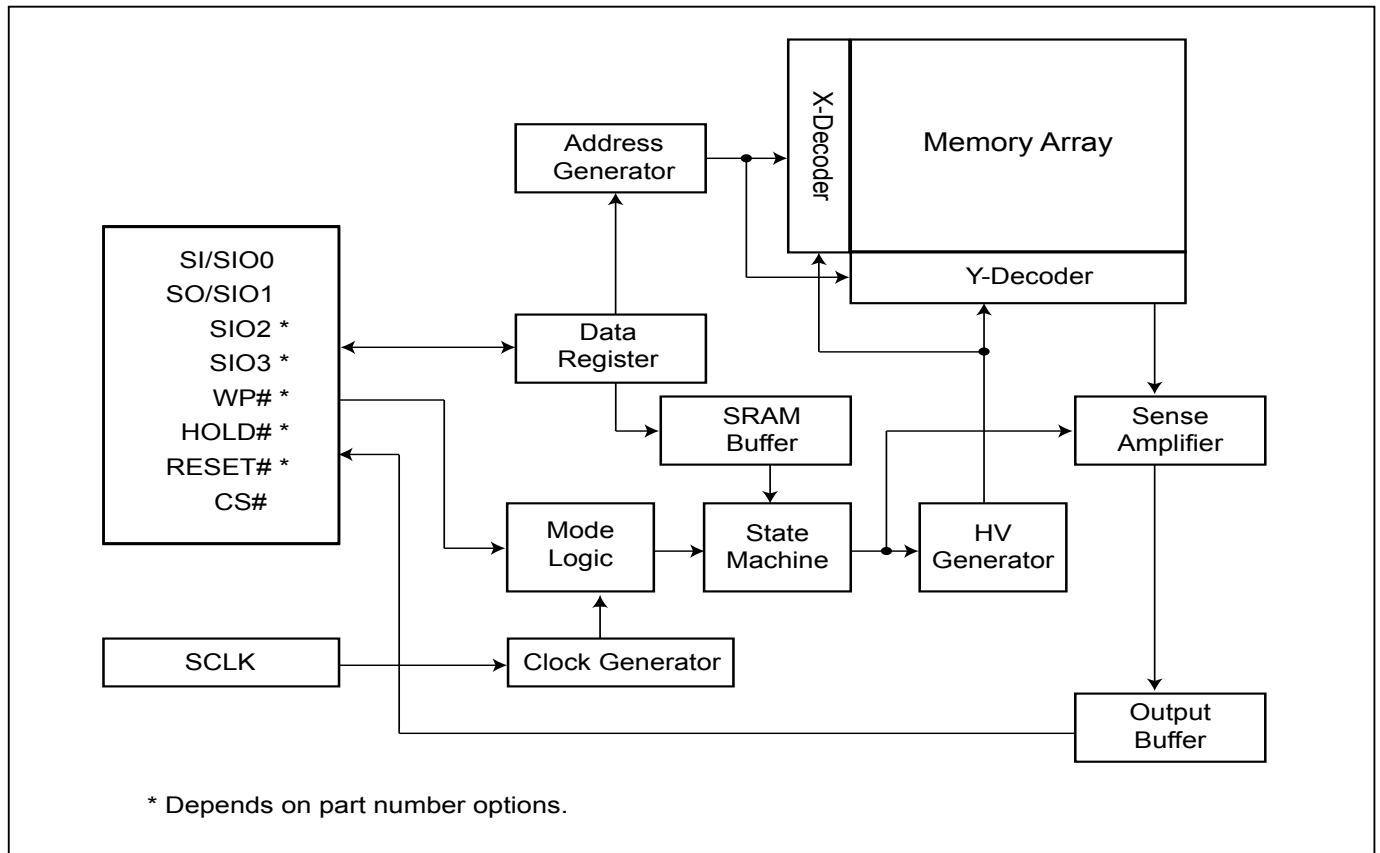 X-Decoder
Memory Array
Address
Generator
Y-Decoder
SI/SIO0
SO/SIO1
SIO2 *
SIO3 *
WP# *
HOLD# *
RESET# *
CS#
Data
Register
SRAM
Buffer
Sense
Amplifier
Mode
Logic
State
Machine
HV
Generator
SCLK
Clock Generator
Output
Buffer
* Depends on part number options.